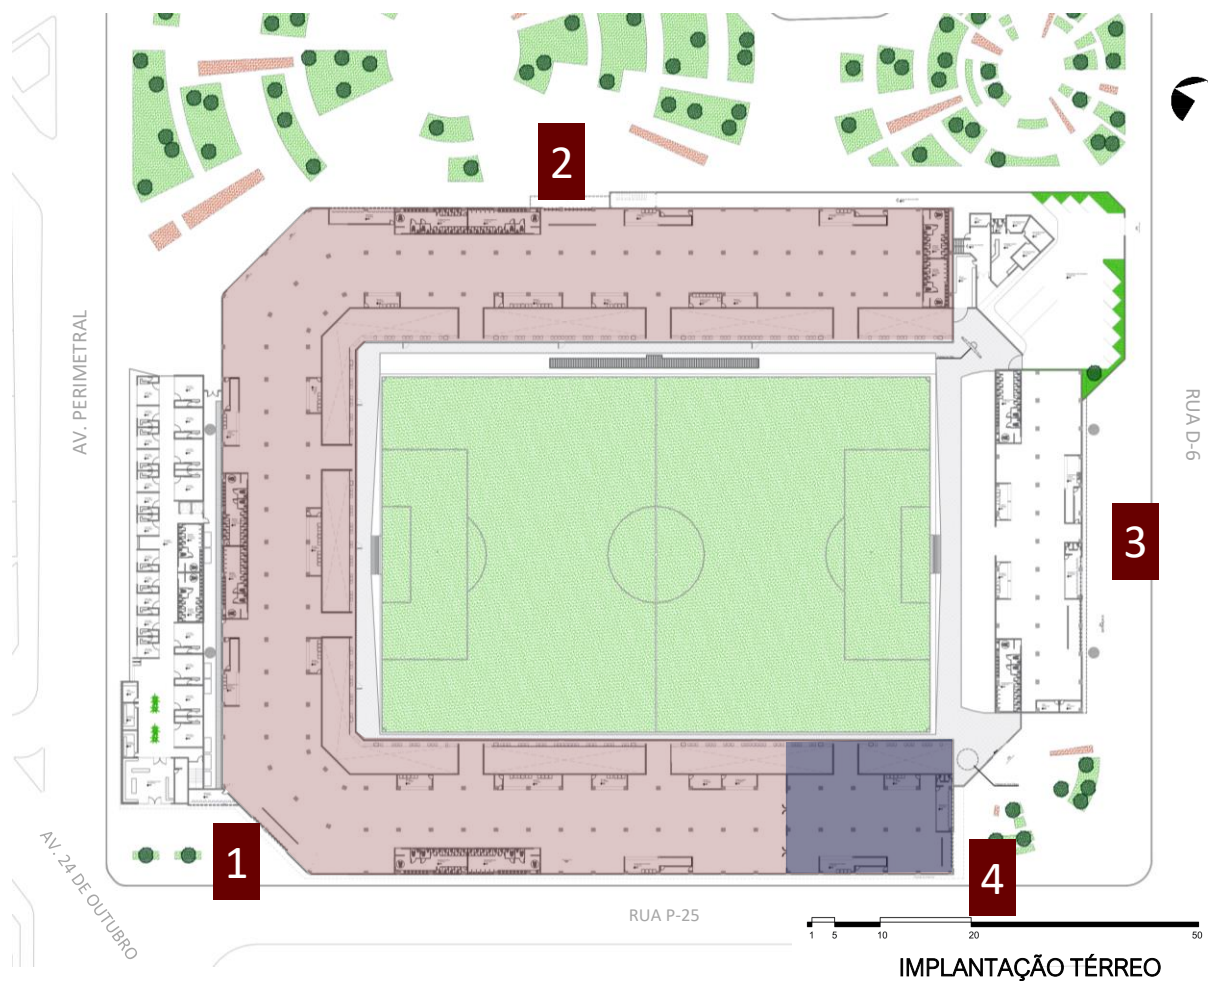 2
AV. PERIMETRAL
RUA D-6
3
1
4
AV. 24 DE OUTUBRO
RUA P-25
1 5 10 20 50
IMPLANTAÇÃO TÉRREO